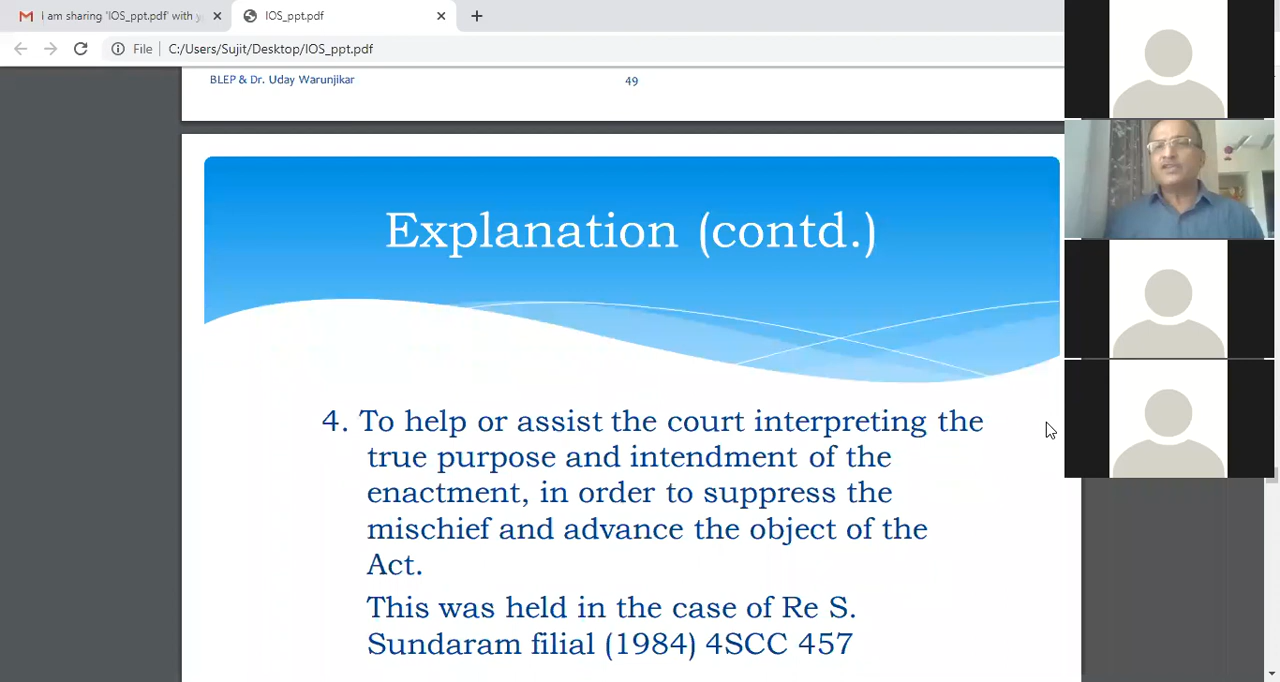 I am sharing 'IOS_ppt.pdf' with
IOS_ppt.pdf
File
C:/Users/Sujit/Desktop/IOS_ppt.pdf
BLEP & Dr. Uday Warunjikar
49
Explanation (contd.)
4. To help or assist the court interpreting the
true purpose and intendment of the
enactment, in order to suppress the
mischief and advance the object of the
Act.
This was held in the case of Re S.
Sundaram filial (1984) 4SCC 457